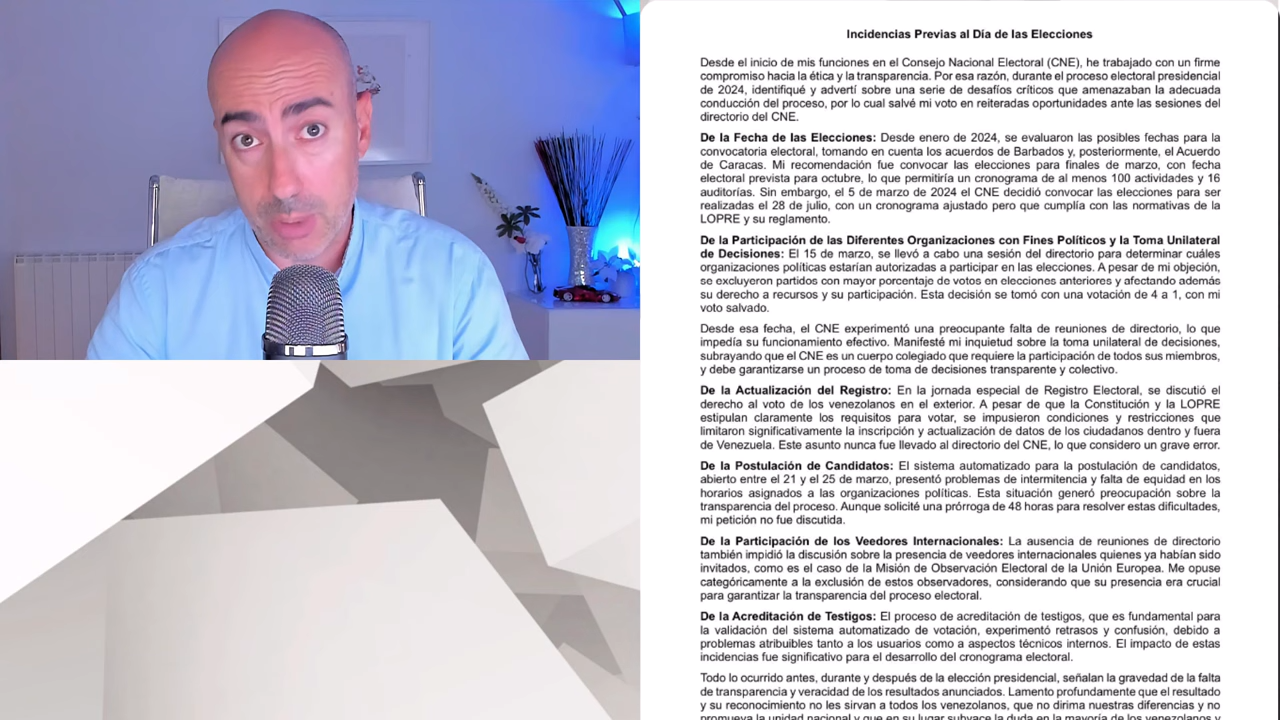 Incidencias Previas al Día de las Elecciones
Desde el inicio de mis funciones en el Consejo Nacional Electoral (CNE), he trabajado con un firme
compromiso hacia la ética y la transparencia. Por esa razón, durante el proceso electoral presidencial
de 2024, identifiqué y advertí sobre una serie de desafíos críticos que amenazaban la adecuada
conducción del proceso, por lo cual salvé mi voto en reiteradas oportunidades ante las sesiones del
directorio del CNE.
De la Fecha de las Elecciones: Desde enero de 2024, se evaluaron las posibles fechas para la
convocatoria electoral, tomando en cuenta los acuerdos de Barbados y, posteriormente, el Acuerdo
de Caracas. Mi recomendación fue convocar las elecciones para finales de marzo, con fecha
electoral prevista para octubre, lo que permitiría un cronograma de al menos 100 actividades y 16
auditorías. Sin embargo, el 5 de marzo de 2024 el CNE decidió convocar las elecciones para ser
realizadas el 28 de julio, con un cronograma ajustado pero que cumplía con las normativas de la
LOPRE y su reglamento.
De la Participación de las Diferentes Organizaciones con Fines Políticos y la Toma Unilateral
de Decisiones: El 15 de marzo, se llevó a cabo una sesión del directorio para determinar cuáles
organizaciones políticas estarían autorizadas a participar en las elecciones. A pesar de mi objeción,
se excluyeron partidos con mayor porcentaje de votos en elecciones anteriores y afectando además
su derecho a recursos y su participación. Esta decisión se tomó con una votación de 4 a 1, con mi
voto salvado.
Desde esa fecha, el CNE experimentó una preocupante falta de reuniones de directorio, lo que
impedía su funcionamiento efectivo. Manifesté mi inquietud sobre la toma unilateral de decisiones,
subrayando que el CNE es un cuerpo colegiado que requiere la participación de todos sus miembros,
y debe garantizarse un proceso de toma de decisiones transparente y colectivo.
De la Actualización del Registro: En la jornada especial de Registro Electoral, se discutió el
derecho al voto de los venezolanos en el exterior. A pesar de que la Constitución y la LOPRE
estipulan claramente los requisitos para votar, se impusieron condiciones y restricciones que
limitaron significativamente la inscripción y actualización de datos de los ciudadanos dentro y fuera
de Venezuela. Este asunto nunca fue llevado al directorio del CNE, lo que considero un grave error.
De la Postulación de Candidatos: El sistema automatizado para la postulación de candidatos,
abierto entre el 21 y el 25 de marzo, presentó problemas de intermitencia y falta de equidad en los
horarios asignados a las organizaciones políticas. Esta situación generó preocupación sobre la
transparencia del proceso. Aunque solicité una prórroga de 48 horas para resolver estas dificultades,
mi petición no fue discutida.
De la Participación de los Veedores Internacionales: La ausencia de reuniones de directorio
también impidió la discusión sobre la presencia de veedores internacionales quienes ya habían sido
invitados, como es el caso de la Misión de Observación Electoral de la Unión Europea. Me opuse
categóricamente a la exclusión de estos observadores, considerando que su presencia era crucial
para garantizar la transparencia del proceso electoral.
De la Acreditación de Testigos: El proceso de acreditación de testigos, que es fundamental para
la validación del sistema automatizado de votación, experimentó retrasos y confusión, debido a
problemas atribuibles tanto a los usuarios como a aspectos técnicos internos. El impacto de estas
incidencias fue significativo para el desarrollo del cronograma electoral.
Todo lo ocurrido antes, durante y después de la elección presidencial, señalan la gravedad de la falta
de transparencia y veracidad de los resultados anunciados. Lamento profundamente que el resultado
y su reconocimiento no les sirvan a todos los venezolanos, que no dirima nuestras diferencias y no
promueva la unidad nacional y que en su lugar subyace la duda en la mayoría de los venezolanos y